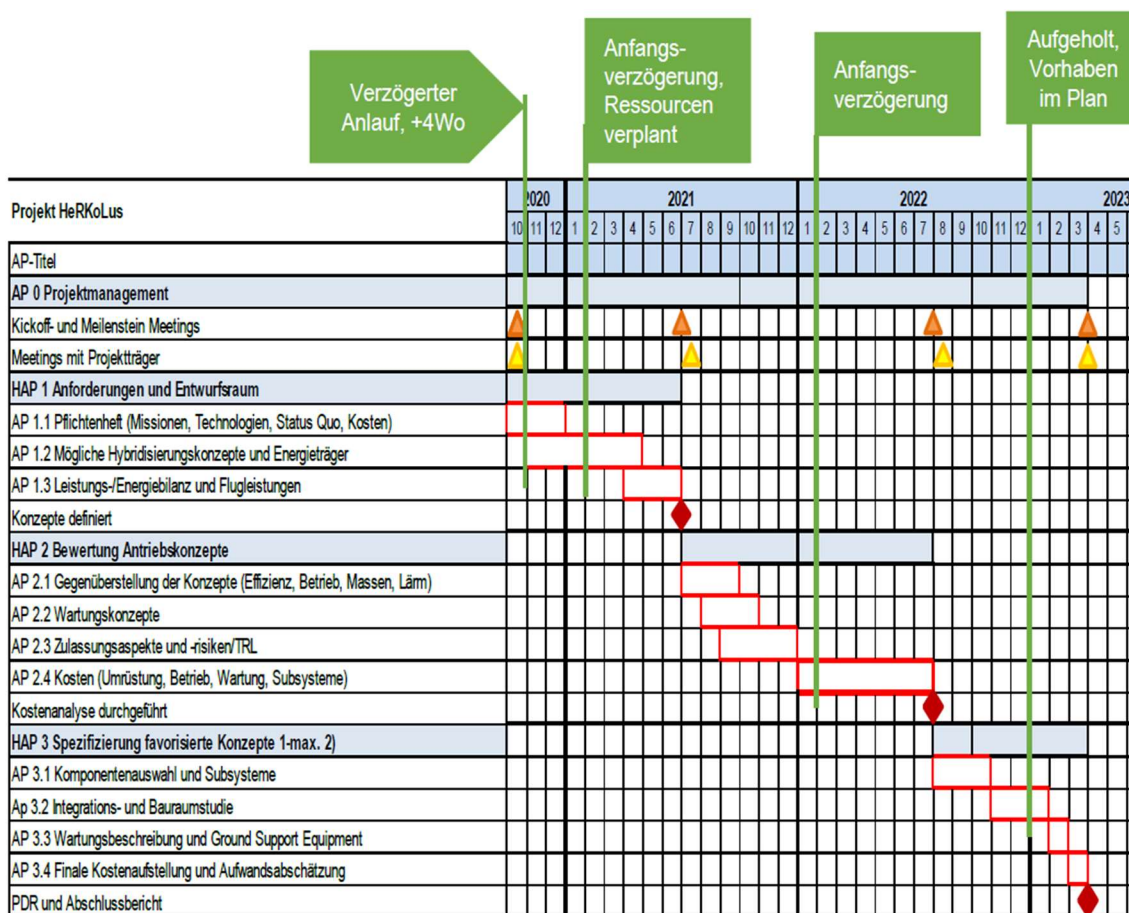 Verzögerter
Anlauf, +4Wo
Anfangs-
verzögerung,
Ressourcen
verplant
Anfangs-
verzögerung
Aufgeholt,
Vorhaben
im Plan
Projekt HeRKoLus
2020 2021 2022 2023
10 11 12 1 2 3 4 5 6 7 8 9 10 11 12 1 2 3 4 5 6 7 8 9 10 11 12 1 2 3 4 5
AP-Titel
AP 0 Projektmanagement
Kickoff- und Meilenstein Meetings
Meetings mit Projektträger
HAP 1 Anforderungen und Entwurfsraum
AP 1.1 Pflichtenheft (Missionen, Technologien, Status Quo, Kosten)
AP 1.2 Mögliche Hybridisierungskonzepte und Energieträger
AP 1.3 Leistungs-/Energiebilanz und Flugleistungen
Konzepte definiert
HAP 2 Bewertung Antriebskonzepte
AP 2.1 Gegenüberstellung der Konzepte (Effizienz, Betrieb, Massen, Lärm)
AP 2.2 Wartungskonzepte
AP 2.3 Zulassungsaspekte und -risiken/TRL
AP 2.4 Kosten (Umrüstung, Betrieb, Wartung, Subsysteme)
Kostenanalyse durchgeführt
HAP 3 Spezifizierung favorisierte Konzepte 1-max. 2)
AP 3.1 Komponentenauswahl und Subsysteme
Ap 3.2 Integrations- und Bauraumstudie
AP 3.3 Wartungsbeschreibung und Ground Support Equipment
AP 3.4 Finale Kostenaufstellung und Aufwandsabschätzung
PDR und Abschlussbericht